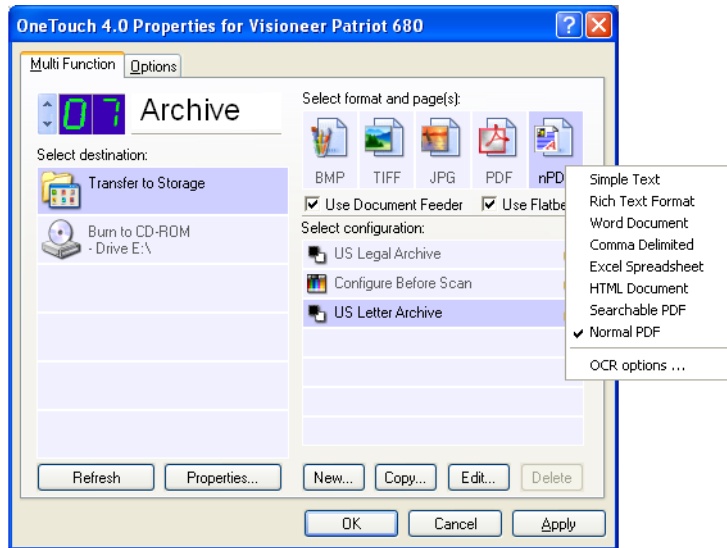 OneTouch 4.0 Properties for Visioneer Patriot 680
Multi Function
Options
07
Archive
Select format and page(s):
BMP
TIFF
JPG
PDF
nPD
Select destination:
Transfer to Storage
Burn to CD-ROM
- Drive E:\
Use Document Feeder
Use Flatbe
Select configuration:
US Legal Archive
Configure Before Scan
US Letter Archive
Simple Text
Rich Text Format
Word Document
Comma Delimited
Excel Spreadsheet
HTML Document
Searchable PDF
Normal PDF
OCR options ...
Refresh
Properties...
New...
Copy...
Edit...
Delete
OK
Cancel
Apply